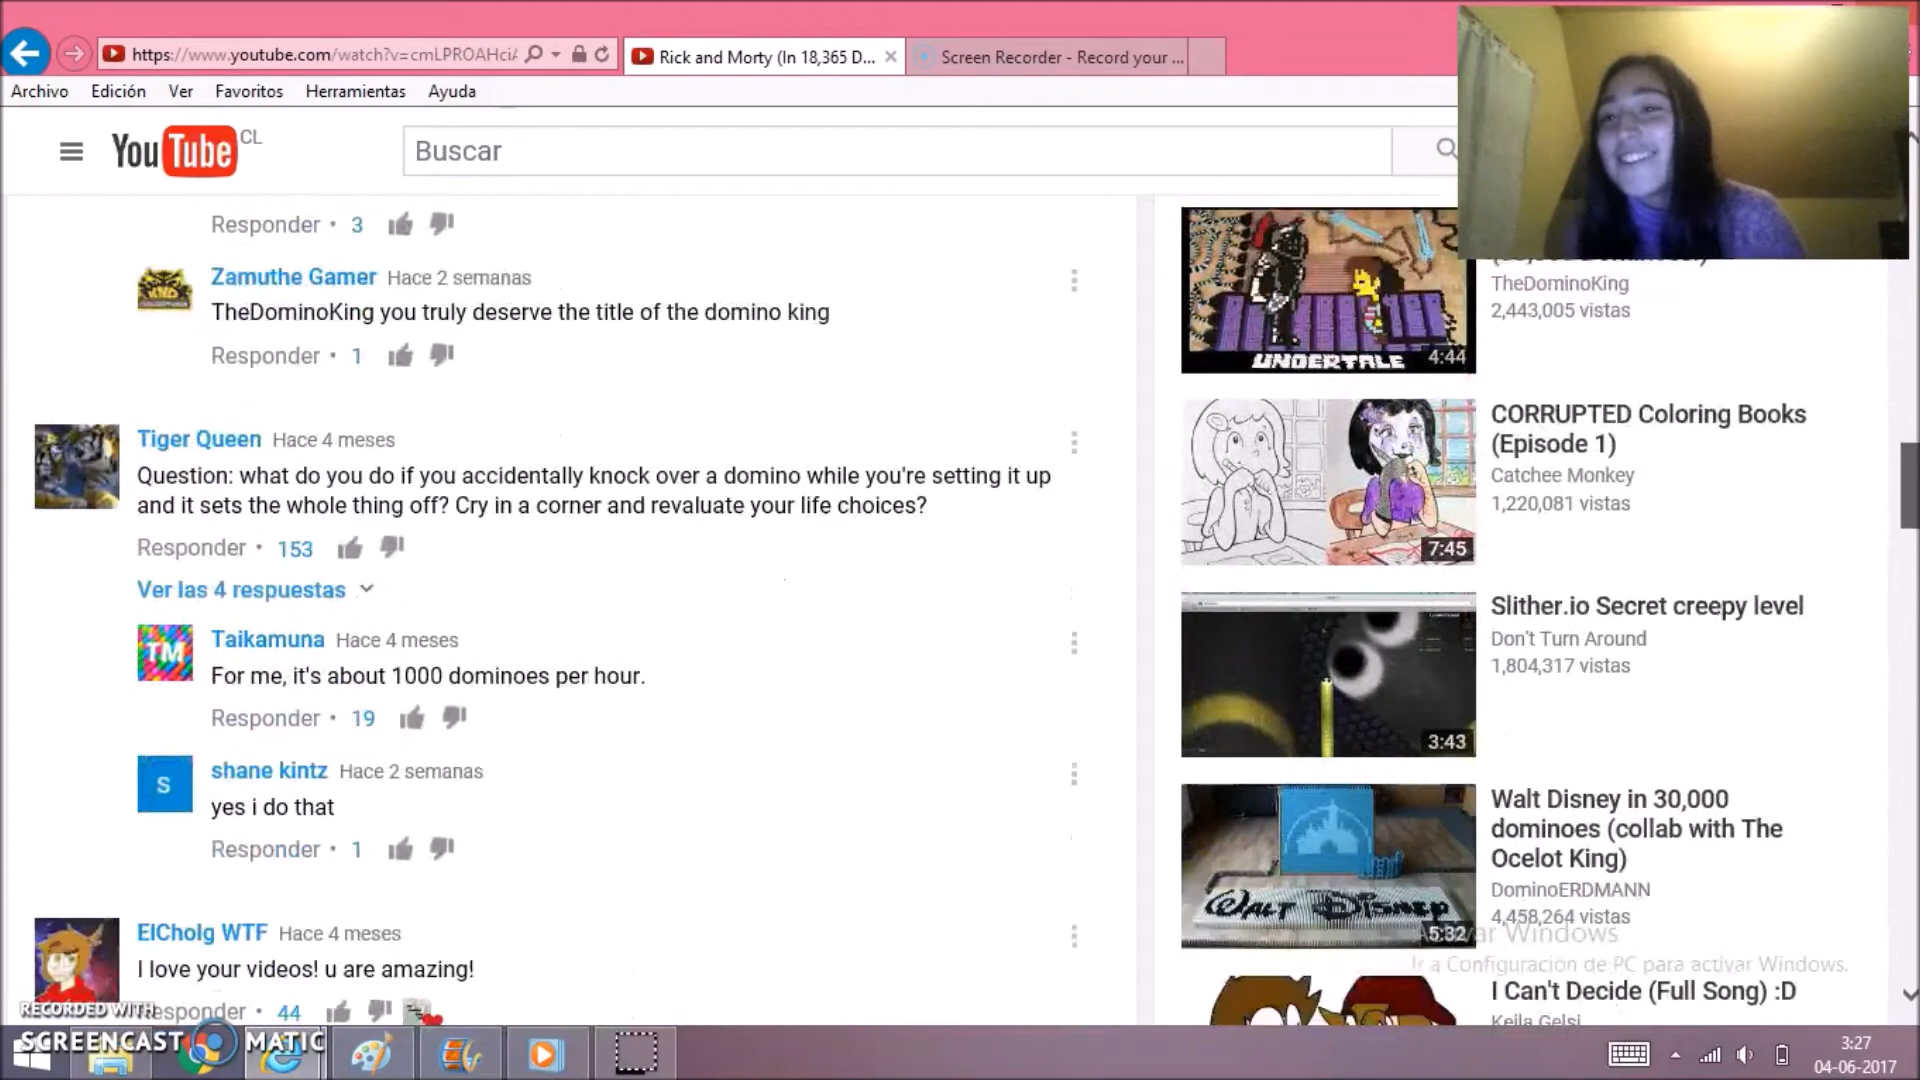 https://www.youtube.com/watch?v=cmLPROAHci
Rick and Morty (In 18,365 D...
Screen Recorder - Record your ...
Archivo Edición Ver Favoritos Herramientas Ayuda
YouTube CL
Buscar
Responder • 3
Zamuthe Gamer Hace 2 semanas
TheDominoKing you truly deserve the title of the domino king
Responder • 1
Tiger Queen Hace 4 meses
Question: what do you do if you accidentally knock over a domino while you're setting it up
and it sets the whole thing off? Cry in a corner and revaluate your life choices?
Responder • 153
Ver las 4 respuestas
TM
Taikamuna Hace 4 meses
For me, it's about 1000 dominoes per hour.
Responder • 19
S
shane kintz Hace 2 semanas
yes i do that
Responder • 1
ElCholg WTF Hace 4 meses
I love your videos! u are amazing!
Responder 44
TheDominoKing
2,443,005 vistas
UNDERTALE
4:44
CORRUPTED Coloring Books
(Episode 1)
Catchee Monkey
1,220,081 vistas
7:45
Slither.io Secret creepy level
Don't Turn Around
1,804,317 vistas
3:43
Walt Disney in 30,000
dominoes (collab with The
Ocelot King)
DominoERDMANN
4,458,264 vistas
WALT DISNEY
5:32
Activar Windows
Ir a Configuración de PC para activar Windows.
I Can't Decide (Full Song) :D
Keila Gelsi
RECORDED WITH
SCREENCAST MATIC
3:27
04-06-2017